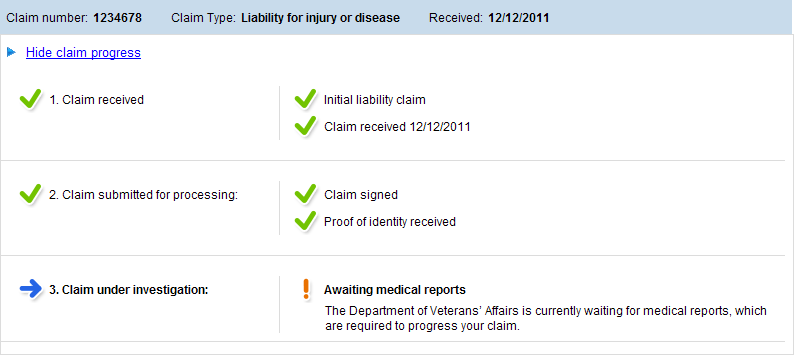 Claim number: 1234678 Claim Type: Liability for injury or disease Received: 12/12/2011
Hide claim progress
1. Claim received
Initial liability claim
Claim received 12/12/2011
2. Claim submitted for processing:
Claim signed
Proof of identity received
3. Claim under investigation:
Awaiting medical reports
The Department of Veterans’ Affairs is currently waiting for medical reports, which
are required to progress your claim.